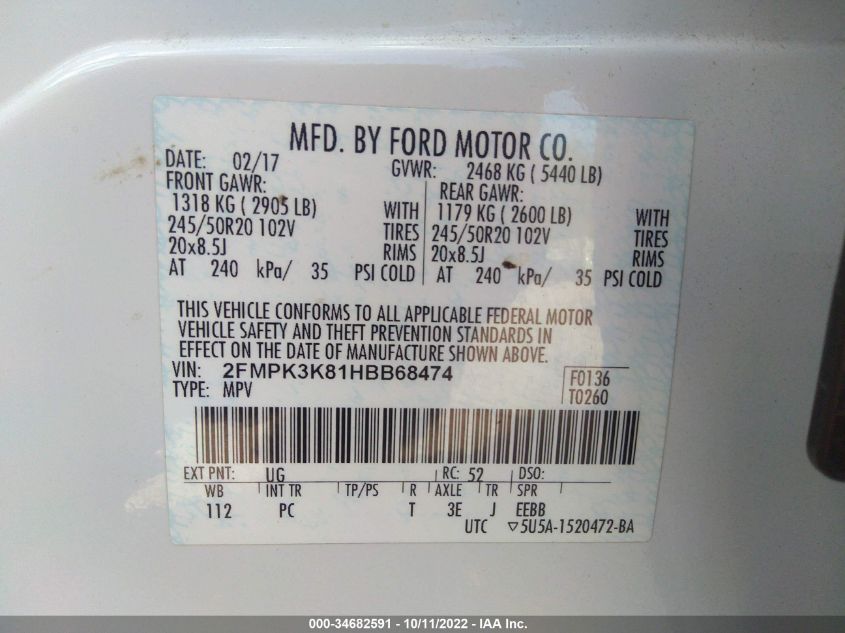 MFD. BY FORD MOTOR CO.
DATE: 02/17 GVWR: 2468 KG ( 5440 LB)
FRONT GAWR: REAR GAWR:
1318 KG ( 2905 LB) WITH 1179 KG ( 2600 LB) WITH
245/50R20 102V TIRES 245/50R20 102V TIRES
20x8.5J RIMS 20x8.5J RIMS
AT 240 kPa/ 35 PSI COLD AT 240 kPa/ 35 PSI COLD
THIS VEHICLE CONFORMS TO ALL APPLICABLE FEDERAL MOTOR
VEHICLE SAFETY AND THEFT PREVENTION STANDARDS IN
EFFECT ON THE DATE OF MANUFACTURE SHOWN ABOVE.
VIN: 2FMPK3K81HBB68474 F0136
TYPE: MPV T0260
EXT PNT: UG RC: 52 DSO:
WB INT TR TP/PS R AXLE TR SPR
112 PC T 3E J EEBB
UTC ▽5U5A-1520472-BA
000-34682591 - 10/11/2022 - IAA Inc.